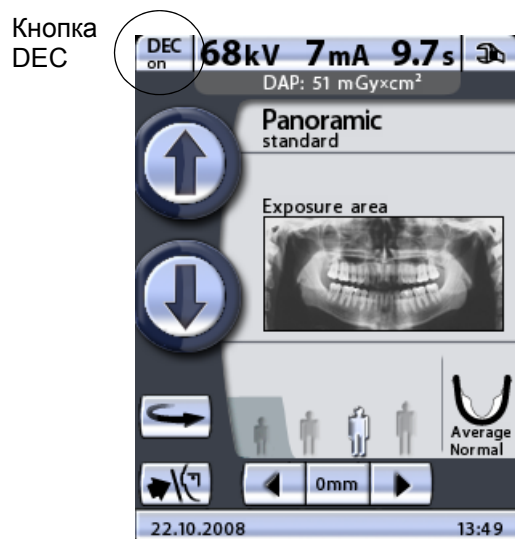 Кнопка
DEC
DEC
on
68kV 7mA 9.7s
DAP: 51 mGy×cm²
Panoramic
standard
Exposure area
Average
Normal
0mm
22.10.2008 13:49